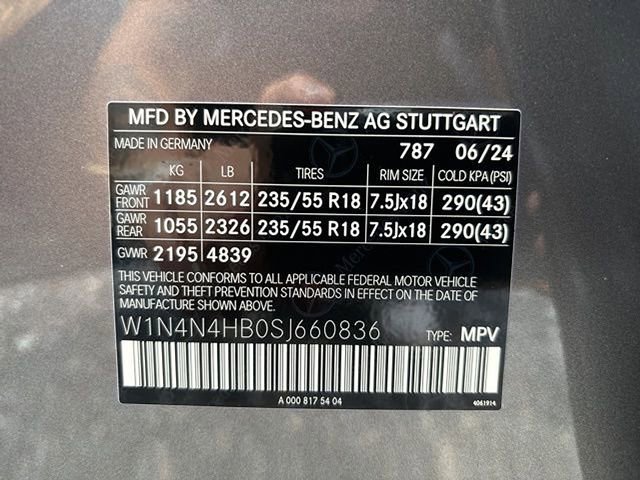 MFD BY MERCEDES-BENZ AG STUTTGART
MADE IN GERMANY 787 06/24
KG LB TIRES RIM SIZE COLD KPA(PSI)
GAWR FRONT 1185 2612 235/55 R18 7.5Jx18 290(43)
GAWR REAR 1055 2326 235/55 R18 7.5Jx18 290(43)
GVWR 2195 4839
THIS VEHICLE CONFORMS TO ALL APPLICABLE FEDERAL MOTOR VEHICLE
SAFETY AND THEFT PREVENTION STANDARDS IN EFFECT ON THE DATE OF
MANUFACTURE SHOWN ABOVE.
W1N4N4HB0SJ660836 TYPE: MPV
A 000 817 54 04 4061914